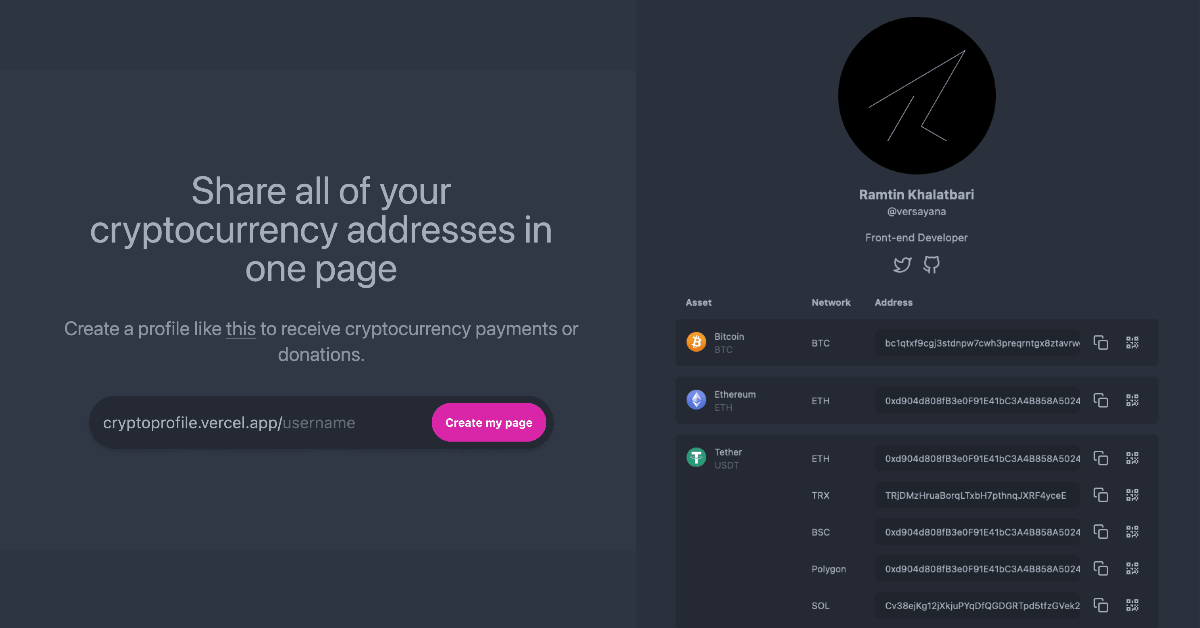 Share all of your
cryptocurrency addresses in
one page
Create a profile like this to receive cryptocurrency payments or
donations.
cryptoprofile.vercel.app/username
Create my page
Ramtin Khalatbari
@versayana
Front-end Developer
Asset Network Address
Bitcoin
BTC
BTC
bc1qtxf9cgj3stdnpw7cwh3preqrntgx8ztavrw
Ethereum
ETH
ETH
0xd904d808fB3e0F91E41bC3A4B858A5024
Tether
USDT
ETH 0xd904d808fB3e0F91E41bC3A4B858A5024
TRX TRjDMzHruaBorqLTxbH7pthnqJXRF4yceE
BSC 0xd904d808fB3e0F91E41bC3A4B858A5024
Polygon 0xd904d808fB3e0F91E41bC3A4B858A5024
SOL Cv38ejKg12jXkjuPYqDfQGDGRTpd5tfzGVek2